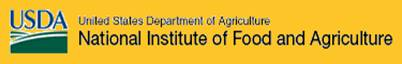 USDA
United States Department of Agriculture
National Institute of Food and Agriculture